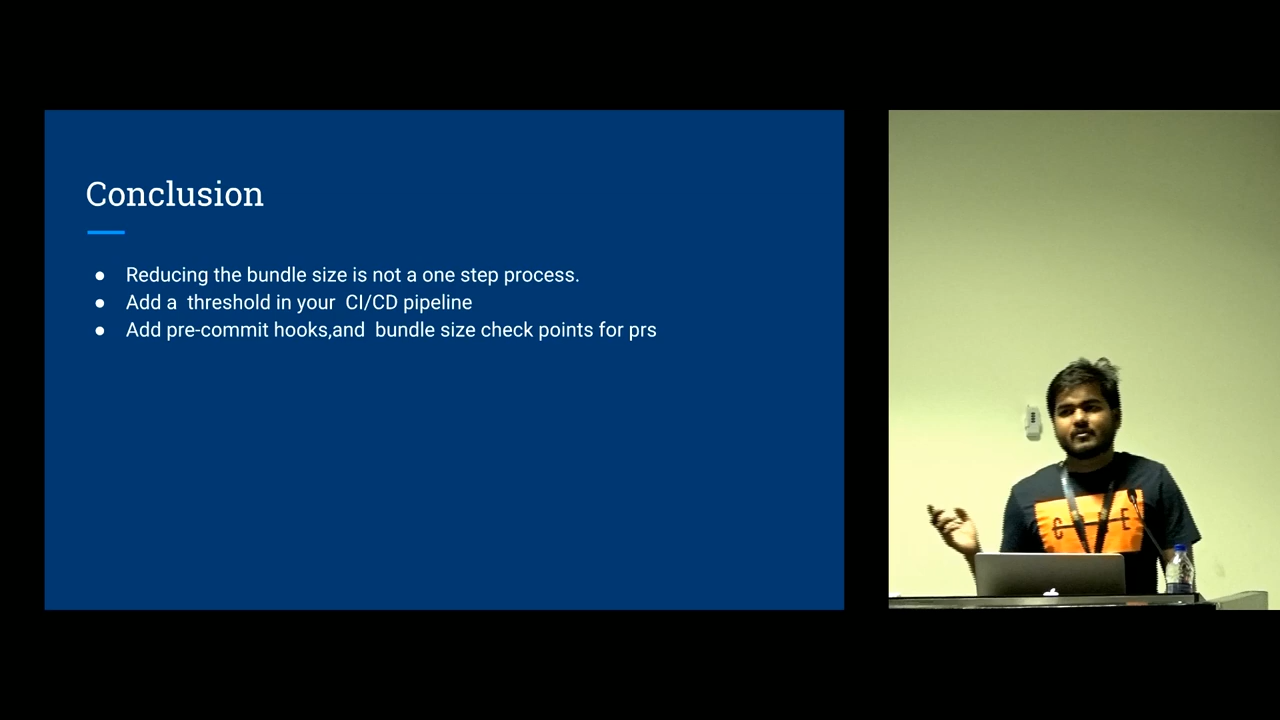 Conclusion
● Reducing the bundle size is not a one step process.
● Add a  threshold in your  CI/CD pipeline
● Add pre-commit hooks,and  bundle size check points for prs